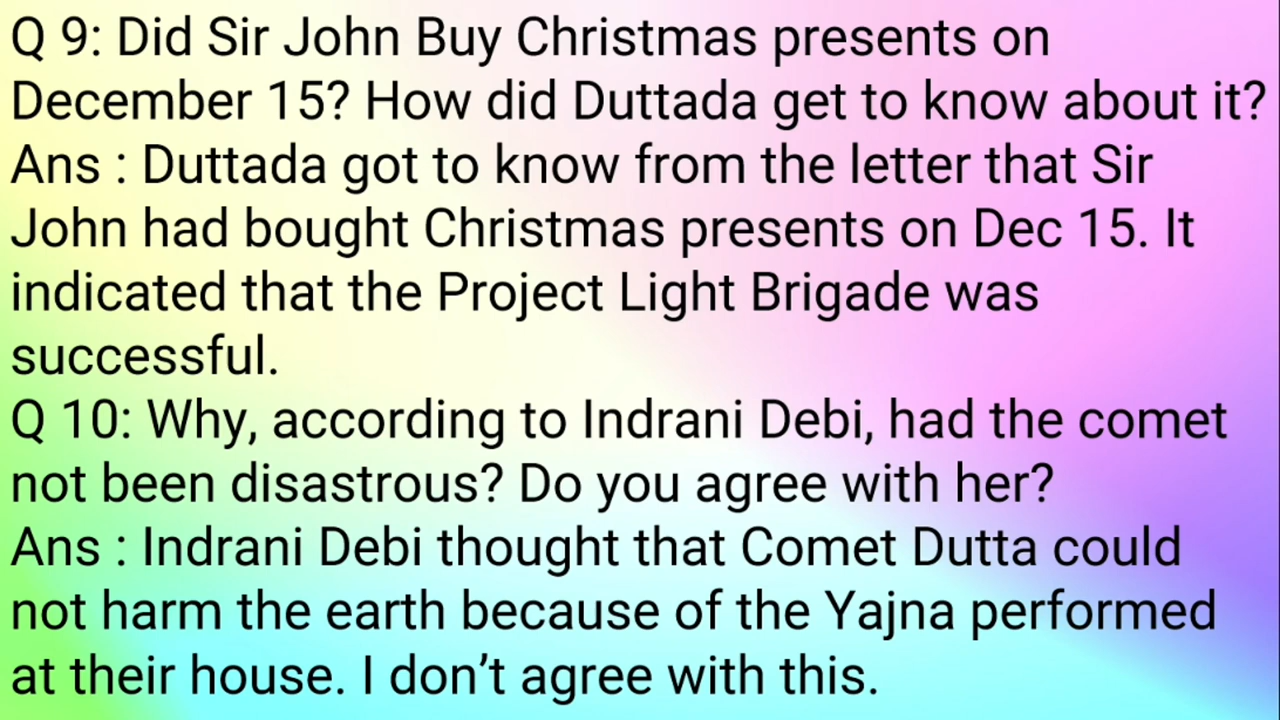 Q 9: Did Sir John Buy Christmas presents on
December 15? How did Duttada get to know about it?
Ans : Duttada got to know from the letter that Sir
John had bought Christmas presents on Dec 15. It
indicated that the Project Light Brigade was
successful.
Q 10: Why, according to Indrani Debi, had the comet
not been disastrous? Do you agree with her?
Ans : Indrani Debi thought that Comet Dutta could
not harm the earth because of the Yajna performed
at their house. I don’t agree with this.